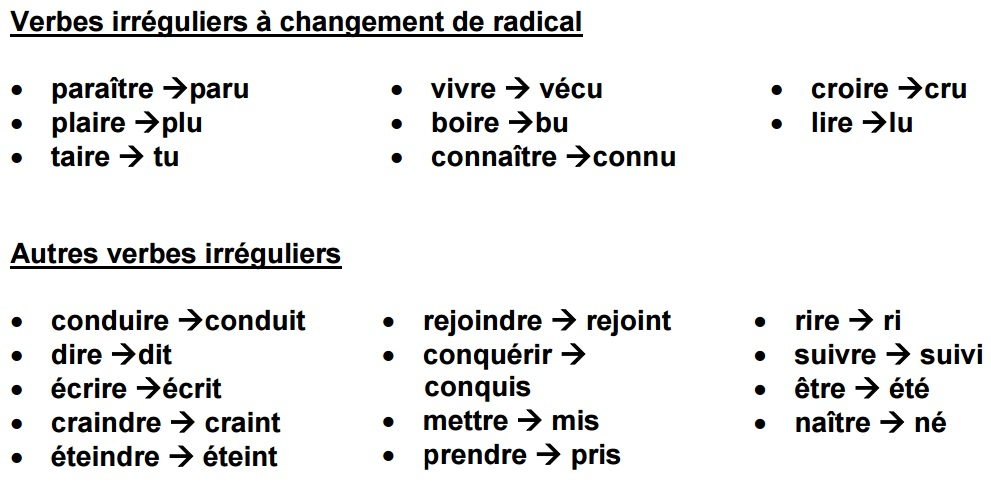 Verbes irréguliers à changement de radical
• paraître →paru
• plaire →plu
• taire → tu
• vivre → vécu
• boire →bu
• connaître →connu
• croire →cru
• lire →lu
Autres verbes irréguliers
• conduire →conduit
• dire →dit
• écrire →écrit
• craindre → craint
• éteindre → éteint
• rejoindre → rejoint
• conquérir →
conquis
• mettre → mis
• prendre → pris
• rire → ri
• suivre → suivi
• être → été
• naître → né